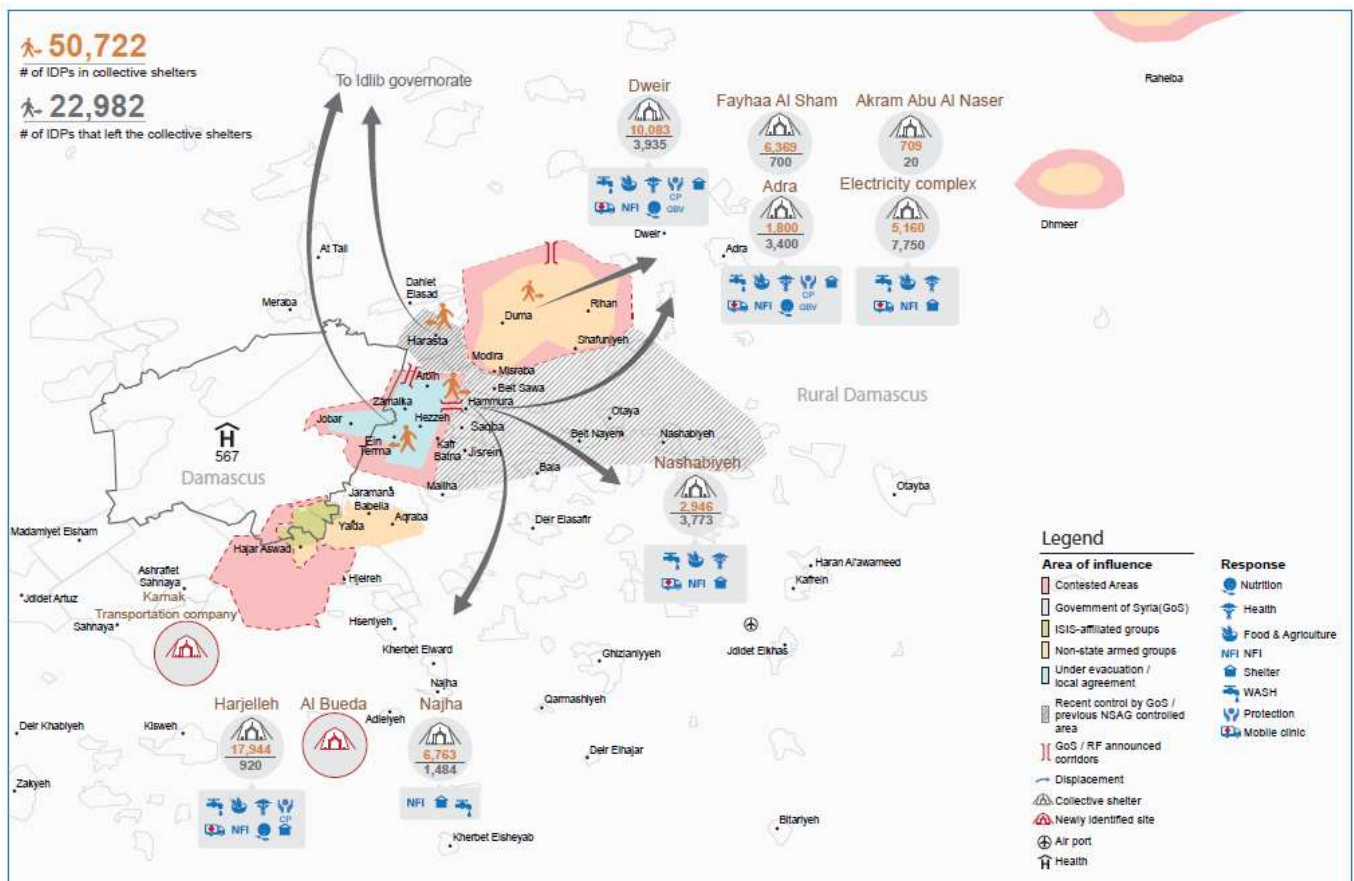 50,722
# of IDPs in collective shelters
22,982
# of IDPs that left the collective shelters
To Idlib governorate
Raheiba
Dweir
10,083
3,935
CP
NFI GBV
Fayhaa Al Sham
6,369
700
Akram Abu Al Naser
709
20
Adra
1,800
3,400
CP
NFI GBV
Electricity complex
5,160
7,750
NFI
Dhmeer
Dweir
Adra
At Tall
Meraba
Dahiet
Elasad
Harasta
Duma
Rihan
Shafuniyeh
Modira
Misraba
Beit Sawa
Arbin
Zamalka
Hammura
Jobar
Hezzeh
Saqba
Ein
Terma
Kafr
Batna
Jisrein
Otaya
Beit Nayem
Nashabiyeh
Rural Damascus
H
567
Damascus
Bala
Maliha
Nashabiyeh
2,946
3,773
NFI
Otayba
Jaramana
Babella
Yalda
Aqraba
Deir Elasafir
Madamiyet Elsham
Hajar Aswad
Ashrafiet
Sahnaya
Hjeireh
Haran Al'awameed
Kafrein
Jdidet Artuz
Karnak
Transportation company
Sahnaya
Hseniyeh
Jdidet Elkhas
Kherbet Elward
Ghizlaniyyeh
Najha
Qarmashiyeh
Harjelleh
17,944
920
CP
NFI
Al Bueda
Adleiyeh
Najha
6,763
1,484
NFI
Deir Khabiyeh
Kisweh
Deir Elhajar
Zakyeh
Kherbet Elsheyab
Bitariyeh
Legend
Area of influence
Contested Areas
Government of Syria(GoS)
ISIS-affiliated groups
Non-state armed groups
Under evacuation /
local agreement
Recent control by GoS /
previous NSAG controlled
area
GoS / RF announced
corridors
Displacement
Collective shelter
Newly identified site
Air port
H Health
Response
Nutrition
Health
Food & Agriculture
NFI NFI
Shelter
WASH
Protection
Mobile clinic